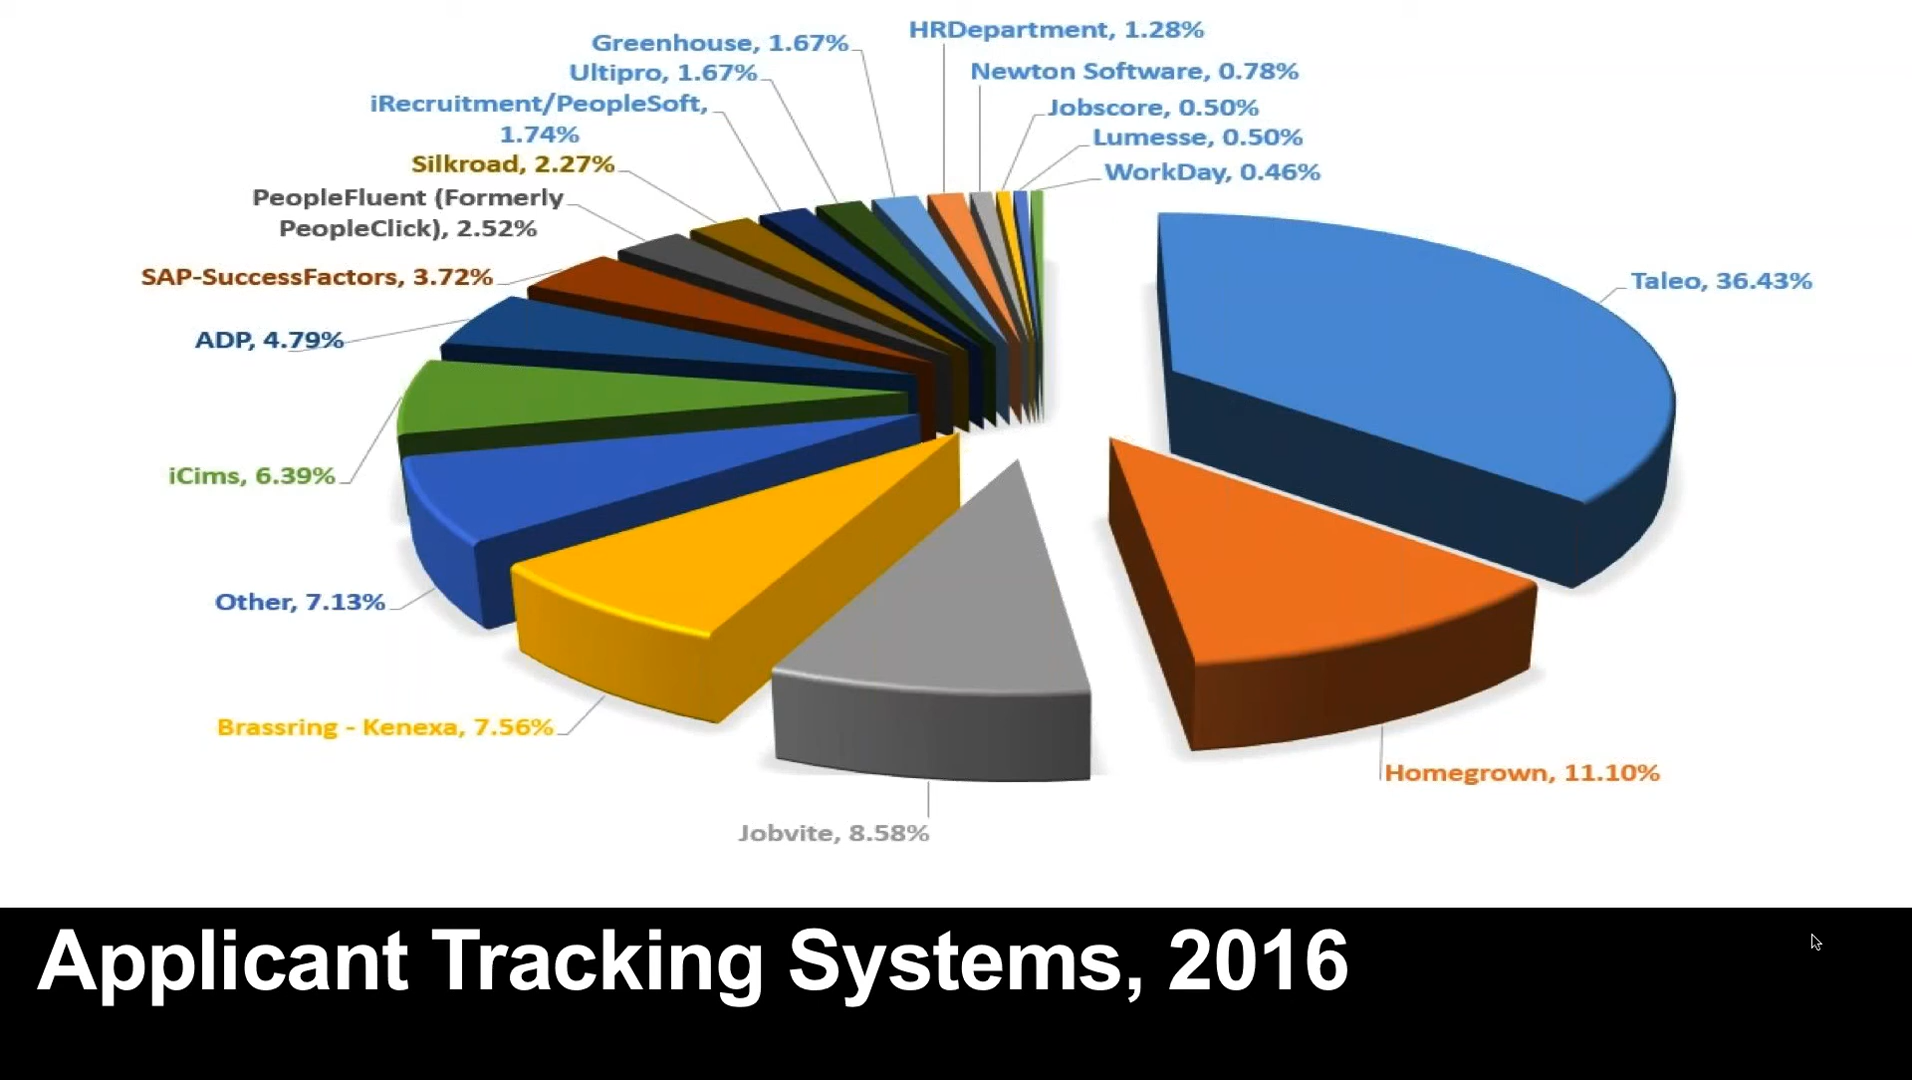 HRDepartment, 1.28%
Greenhouse, 1.67%
Newton Software, 0.78%
Ultipro, 1.67%
iRecruitment/PeopleSoft,
1.74%
Jobscore, 0.50%
Lumesse, 0.50%
Silkroad, 2.27%
WorkDay, 0.46%
PeopleFluent (Formerly
PeopleClick), 2.52%
SAP-SuccessFactors, 3.72%
Taleo, 36.43%
ADP, 4.79%
iCims, 6.39%
Other, 7.13%
Brassring - Kenexa, 7.56%
Homegrown, 11.10%
Jobvite, 8.58%
Applicant Tracking Systems, 2016